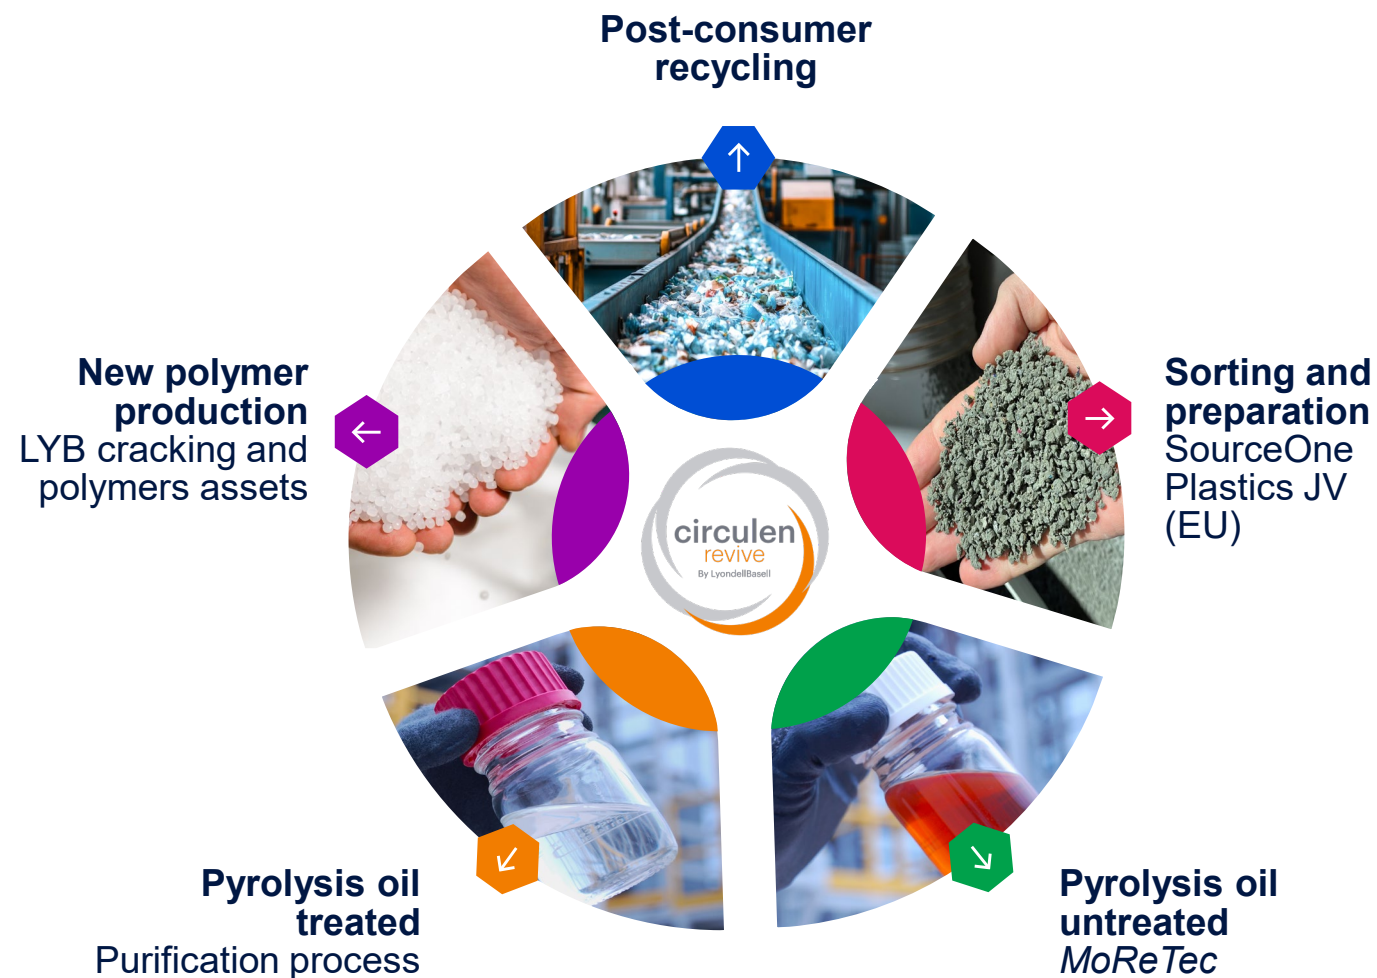 Post-consumer
recycling
Sorting and
preparation
SourceOne
Plastics JV
(EU)
Pyrolysis oil
untreated
MoReTec
Pyrolysis oil
treated
Purification process
New polymer
production
LYB cracking and
polymers assets
circulen
revive
By LyondellBasell